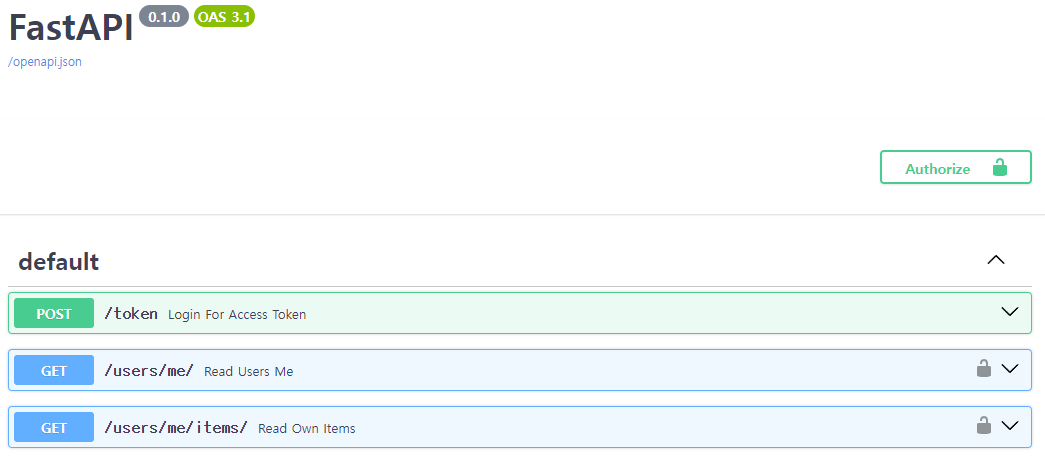 FastAPI 0.1.0 OAS 3.1
/openapi.json
Authorize
default
POST /token Login For Access Token
GET /users/me/ Read Users Me
GET /users/me/items/ Read Own Items